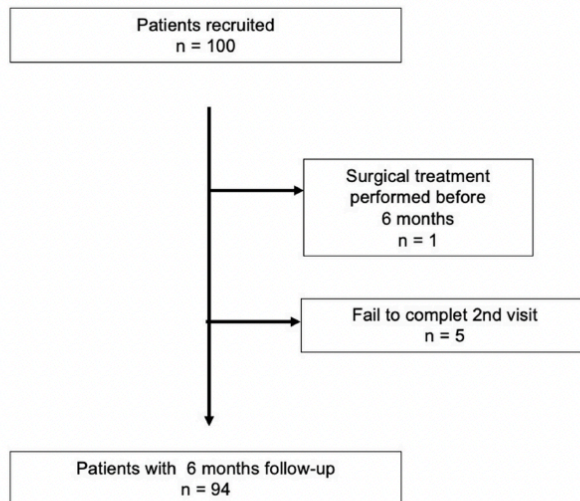 Patients recruited
n = 100
Surgical treatment
performed before
6 months
n = 1
Fail to complet 2nd visit
n = 5
Patients with  6 months follow-up
n = 94